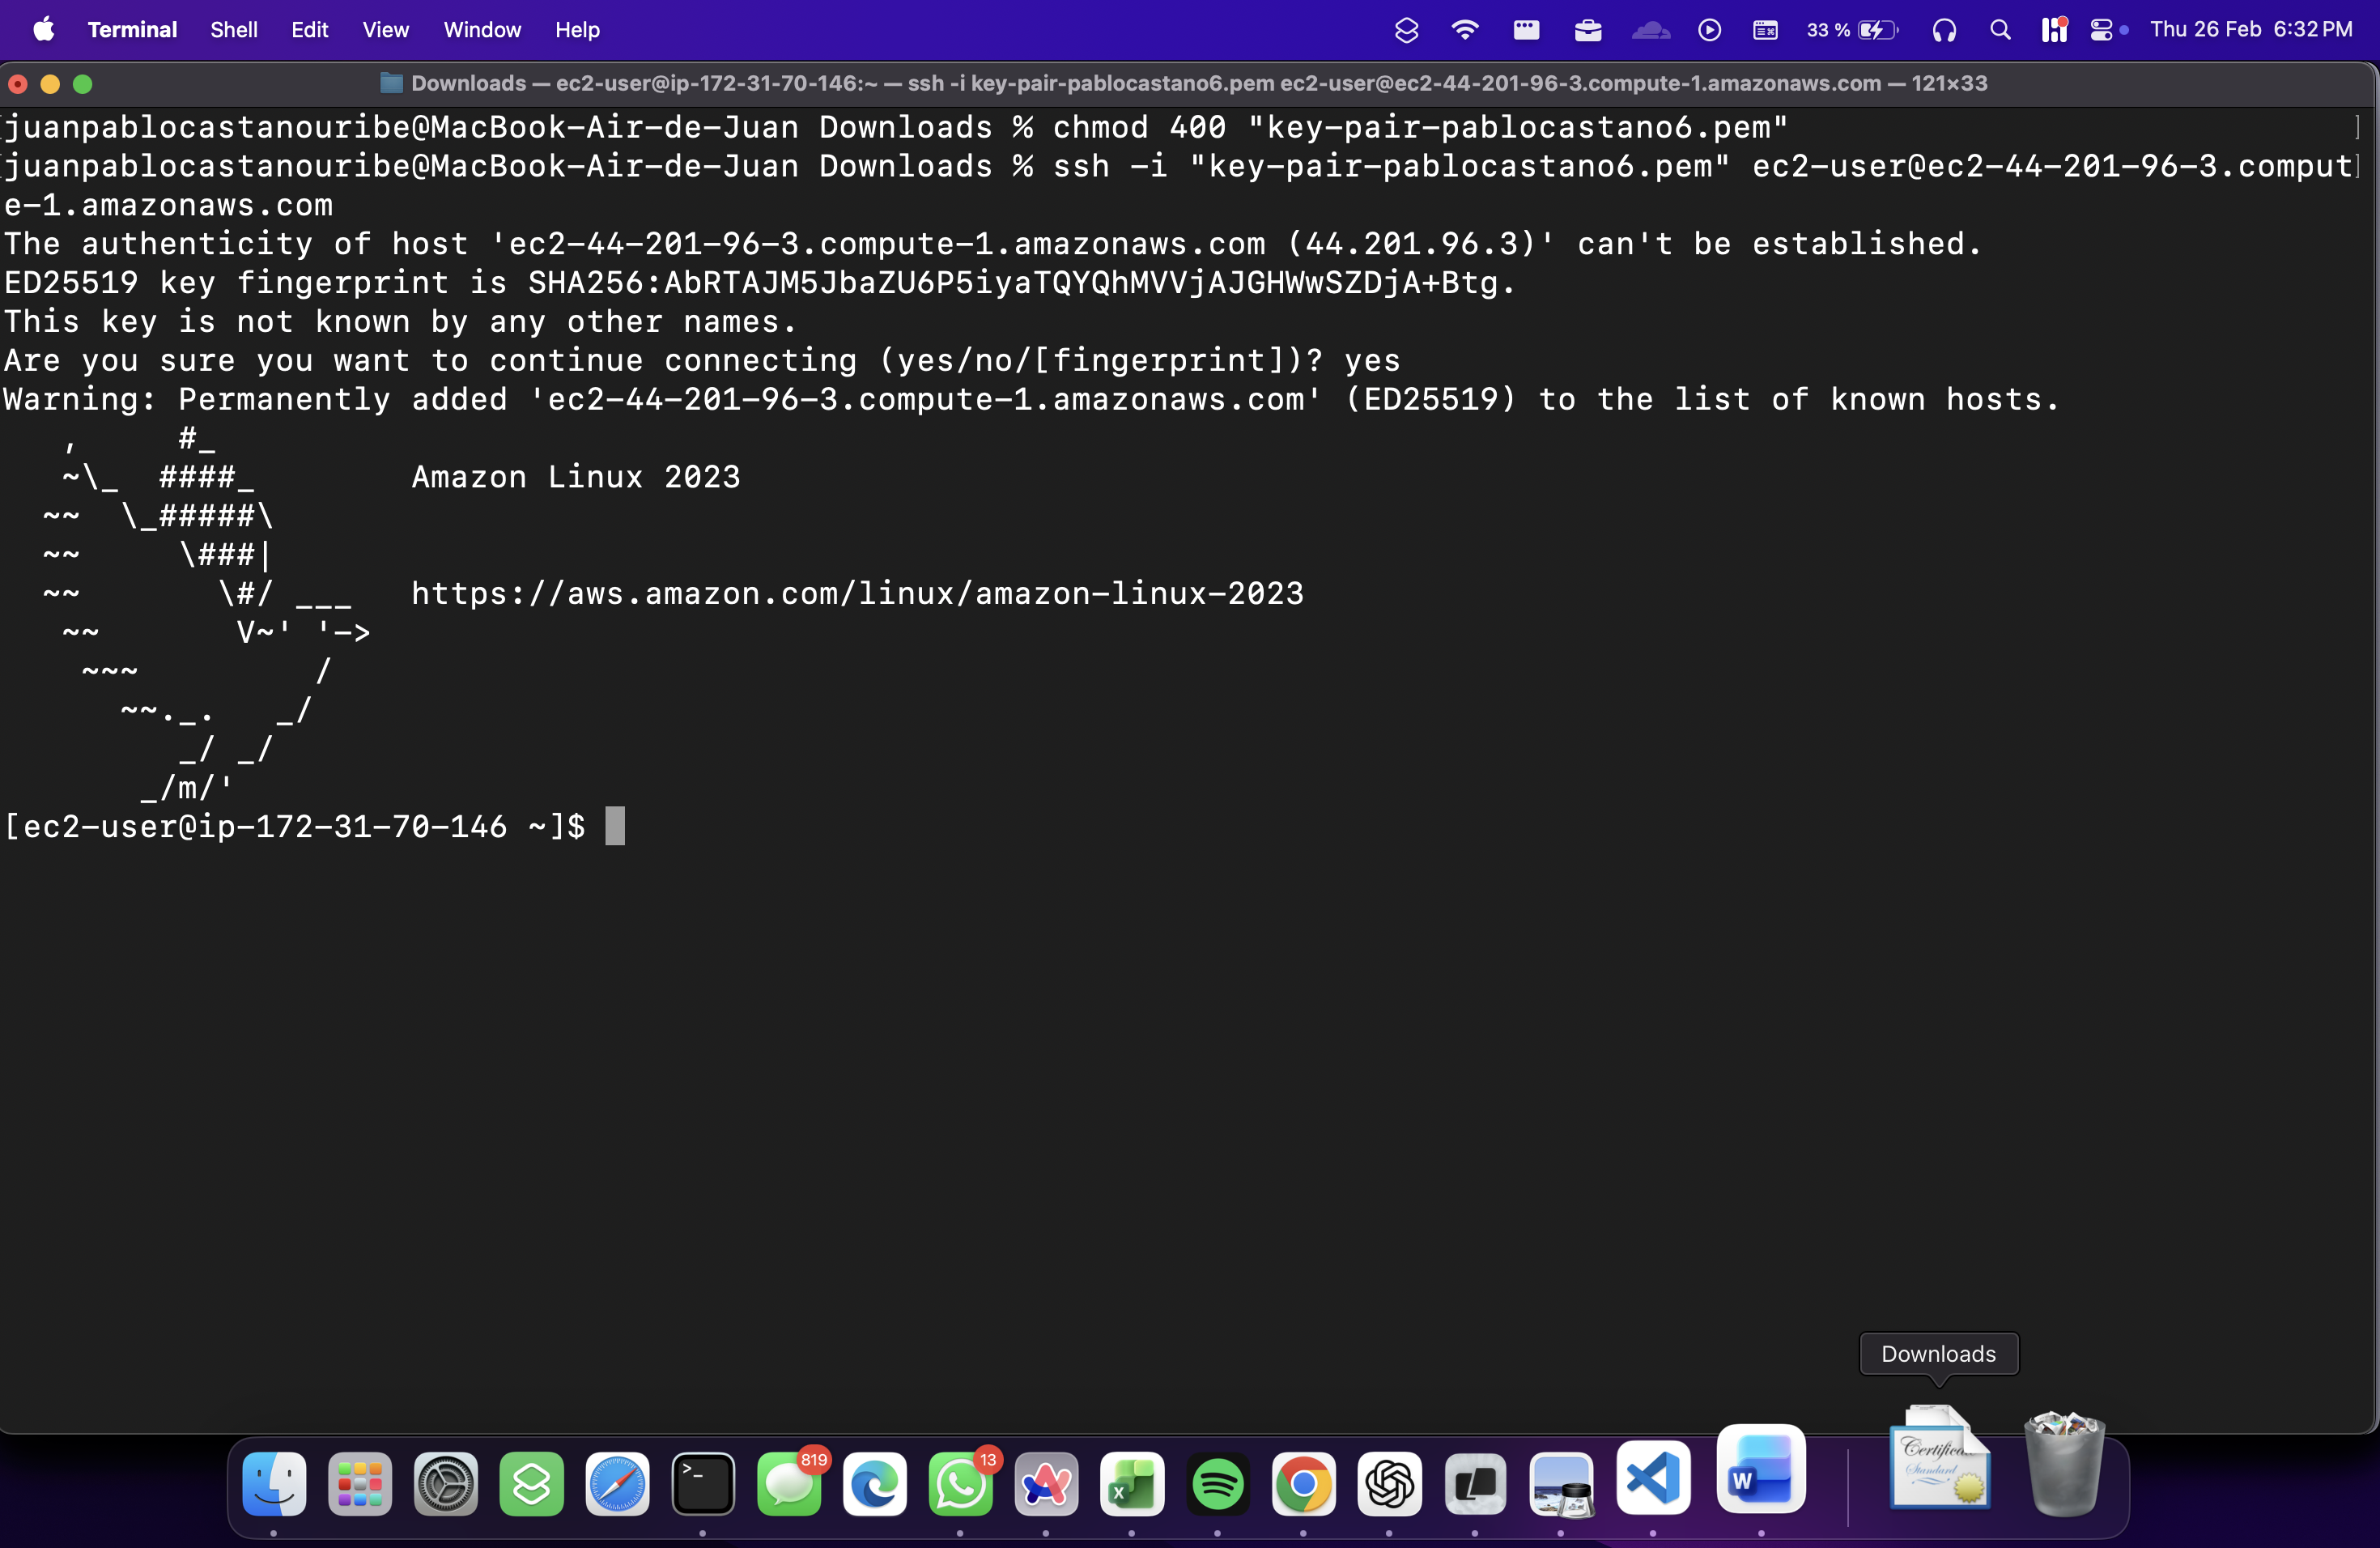 Terminal Shell Edit View Window Help 33 % Thu 26 Feb 6:32 PM
Downloads — ec2-user@ip-172-31-70-146:~ — ssh -i key-pair-pablocastano6.pem ec2-user@ec2-44-201-96-3.compute-1.amazonaws.com — 121×33
[juanpablocastanouribe@MacBook-Air-de-Juan Downloads % chmod 400 "key-pair-pablocastano6.pem" ]
[juanpablocastanouribe@MacBook-Air-de-Juan Downloads % ssh -i "key-pair-pablocastano6.pem" ec2-user@ec2-44-201-96-3.comput]
e-1.amazonaws.com
The authenticity of host 'ec2-44-201-96-3.compute-1.amazonaws.com (44.201.96.3)' can't be established.
ED25519 key fingerprint is SHA256:AbRTAJM5JbaZU6P5iyaTQYQhMVVjAJGHWwSZDjA+Btg.
This key is not known by any other names.
Are you sure you want to continue connecting (yes/no/[fingerprint])? yes
Warning: Permanently added 'ec2-44-201-96-3.compute-1.amazonaws.com' (ED25519) to the list of known hosts.
   ,     #_
   ~\_  ####_        Amazon Linux 2023
  ~~  \_#####\
  ~~     \###|
  ~~       \#/ ___   https://aws.amazon.com/linux/amazon-linux-2023
   ~~       V~' '->
    ~~~         /
      ~~._.   _/
         _/ _/
       _/m/'
[ec2-user@ip-172-31-70-146 ~]$
Downloads
819
13
>_
X
W
Standard